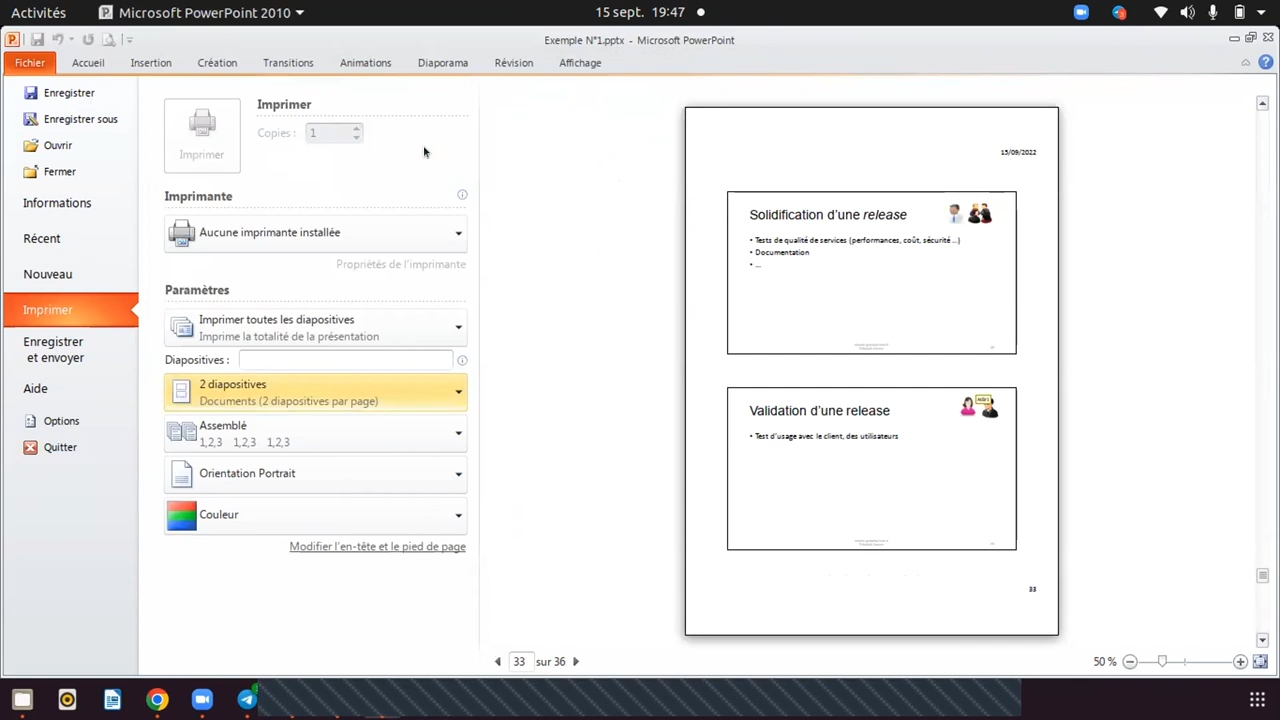 Activités
Microsoft PowerPoint 2010
15 sept. 19:47
Exemple N°1.pptx - Microsoft PowerPoint
Fichier
Accueil
Insertion
Création
Transitions
Animations
Diaporama
Révision
Affichage
Enregistrer
Enregistrer sous
Ouvrir
Fermer
Informations
Récent
Nouveau
Imprimer
Enregistrer
et envoyer
Aide
Options
Quitter
Imprimer
Imprimer
Copies : 1
Imprimante
Aucune imprimante installée
Propriétés de l'imprimante
Paramètres
Imprimer toutes les diapositives
Imprime la totalité de la présentation
Diapositives :
2 diapositives
Documents (2 diapositives par page)
Assemblé
1,2,3 1,2,3 1,2,3
Orientation Portrait
Couleur
Modifier l'en-tête et le pied de page
15/09/2022
Solidification d'une release
• Tests de qualité de services (performances, coût, sécurité ...)
• Documentation
• ...
Validation d'une release
• Test d'usage avec le client, des utilisateurs
33
33 sur 36
50 %